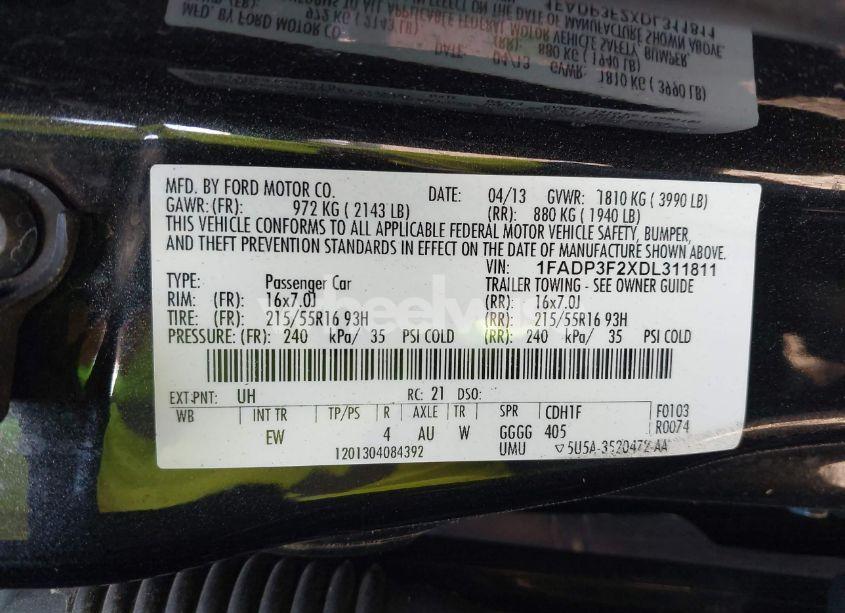 MFD. BY FORD MOTOR CO. DATE: 04/13 GVWR: 1810 KG ( 3990 LB)
GAWR: (FR): 972 KG ( 2143 LB) (RR): 880 KG ( 1940 LB)
THIS VEHICLE CONFORMS TO ALL APPLICABLE FEDERAL MOTOR VEHICLE SAFETY, BUMPER,
AND THEFT PREVENTION STANDARDS IN EFFECT ON THE DATE OF MANUFACTURE SHOWN ABOVE.
VIN: 1FADP3F2XDL311811
TYPE: Passenger Car TRAILER TOWING - SEE OWNER GUIDE
RIM: (FR): 16x7.0J (RR): 16x7.0J
TIRE: (FR): 215/55R16 93H (RR): 215/55R16 93H
PRESSURE: (FR): 240 kPa/ 35 PSI COLD (RR): 240 kPa/ 35 PSI COLD
EXT PNT: UH RC: 21 DSO:
WB INT TR TP/PS R AXLE TR SPR CDH1F F0103
EW 4 AU W GGGG 405 R0074
1201304084392 UMU ▽5U5A-3520472-AA